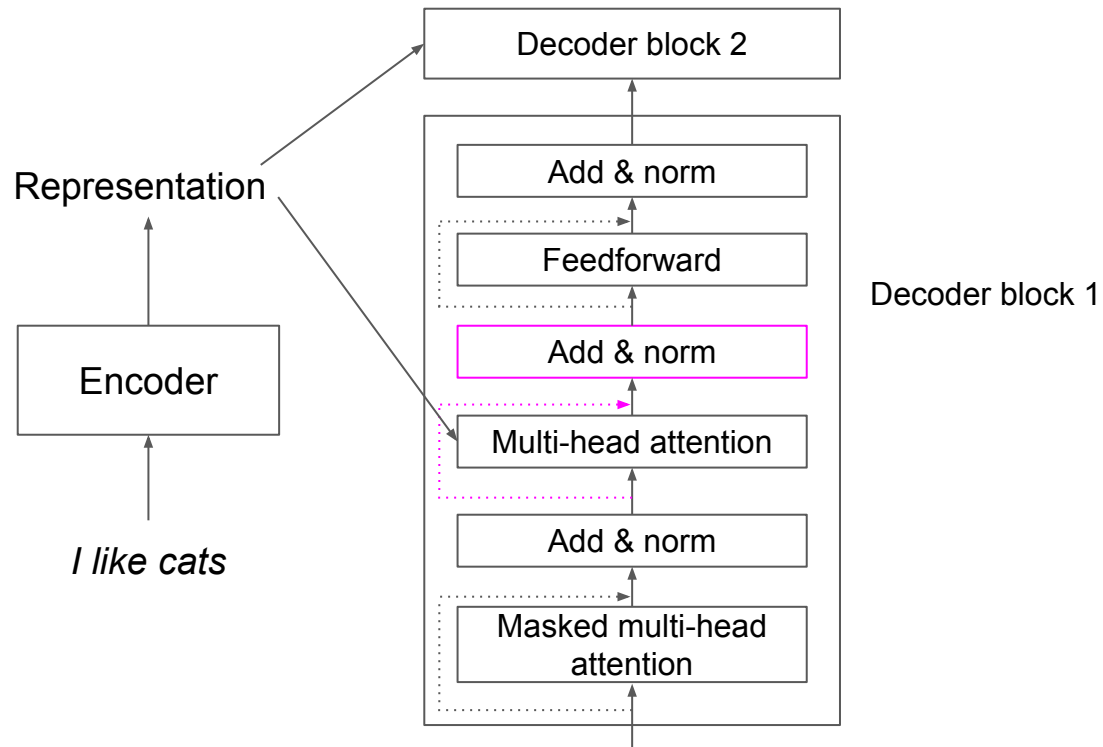 Decoder block 2
Add & norm
Representation
Feedforward
Decoder block 1
Add & norm
Encoder
Multi-head attention
Add & norm
I like cats
Masked multi-head
attention